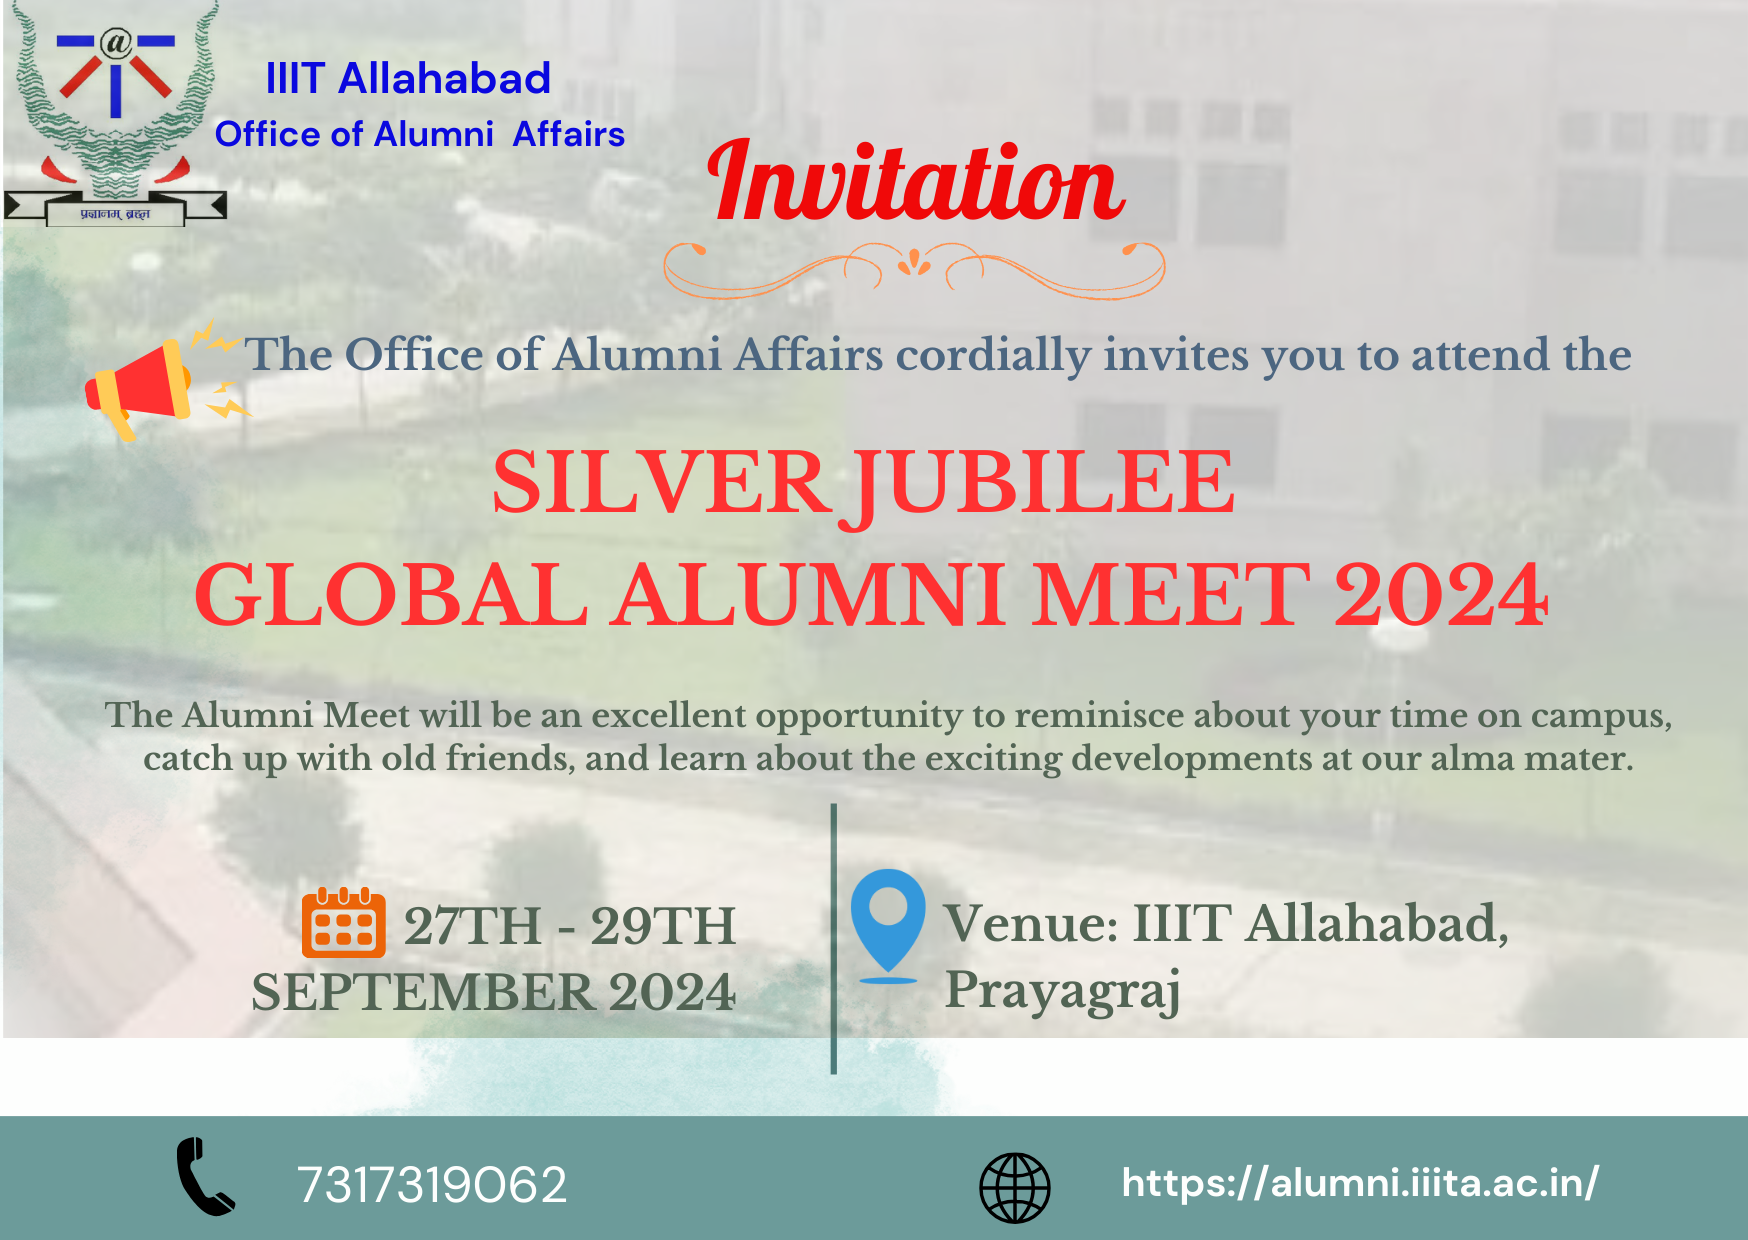 @
प्रज्ञानम् ब्रह्म
IIIT Allahabad
Office of Alumni Affairs
Invitation
The Office of Alumni Affairs cordially invites you to attend the
SILVER JUBILEE
GLOBAL ALUMNI MEET 2024
The Alumni Meet will be an excellent opportunity to reminisce about your time on campus,
catch up with old friends, and learn about the exciting developments at our alma mater.
27TH - 29TH
SEPTEMBER 2024
Venue: IIIT Allahabad,
Prayagraj
7317319062
https://alumni.iiita.ac.in/